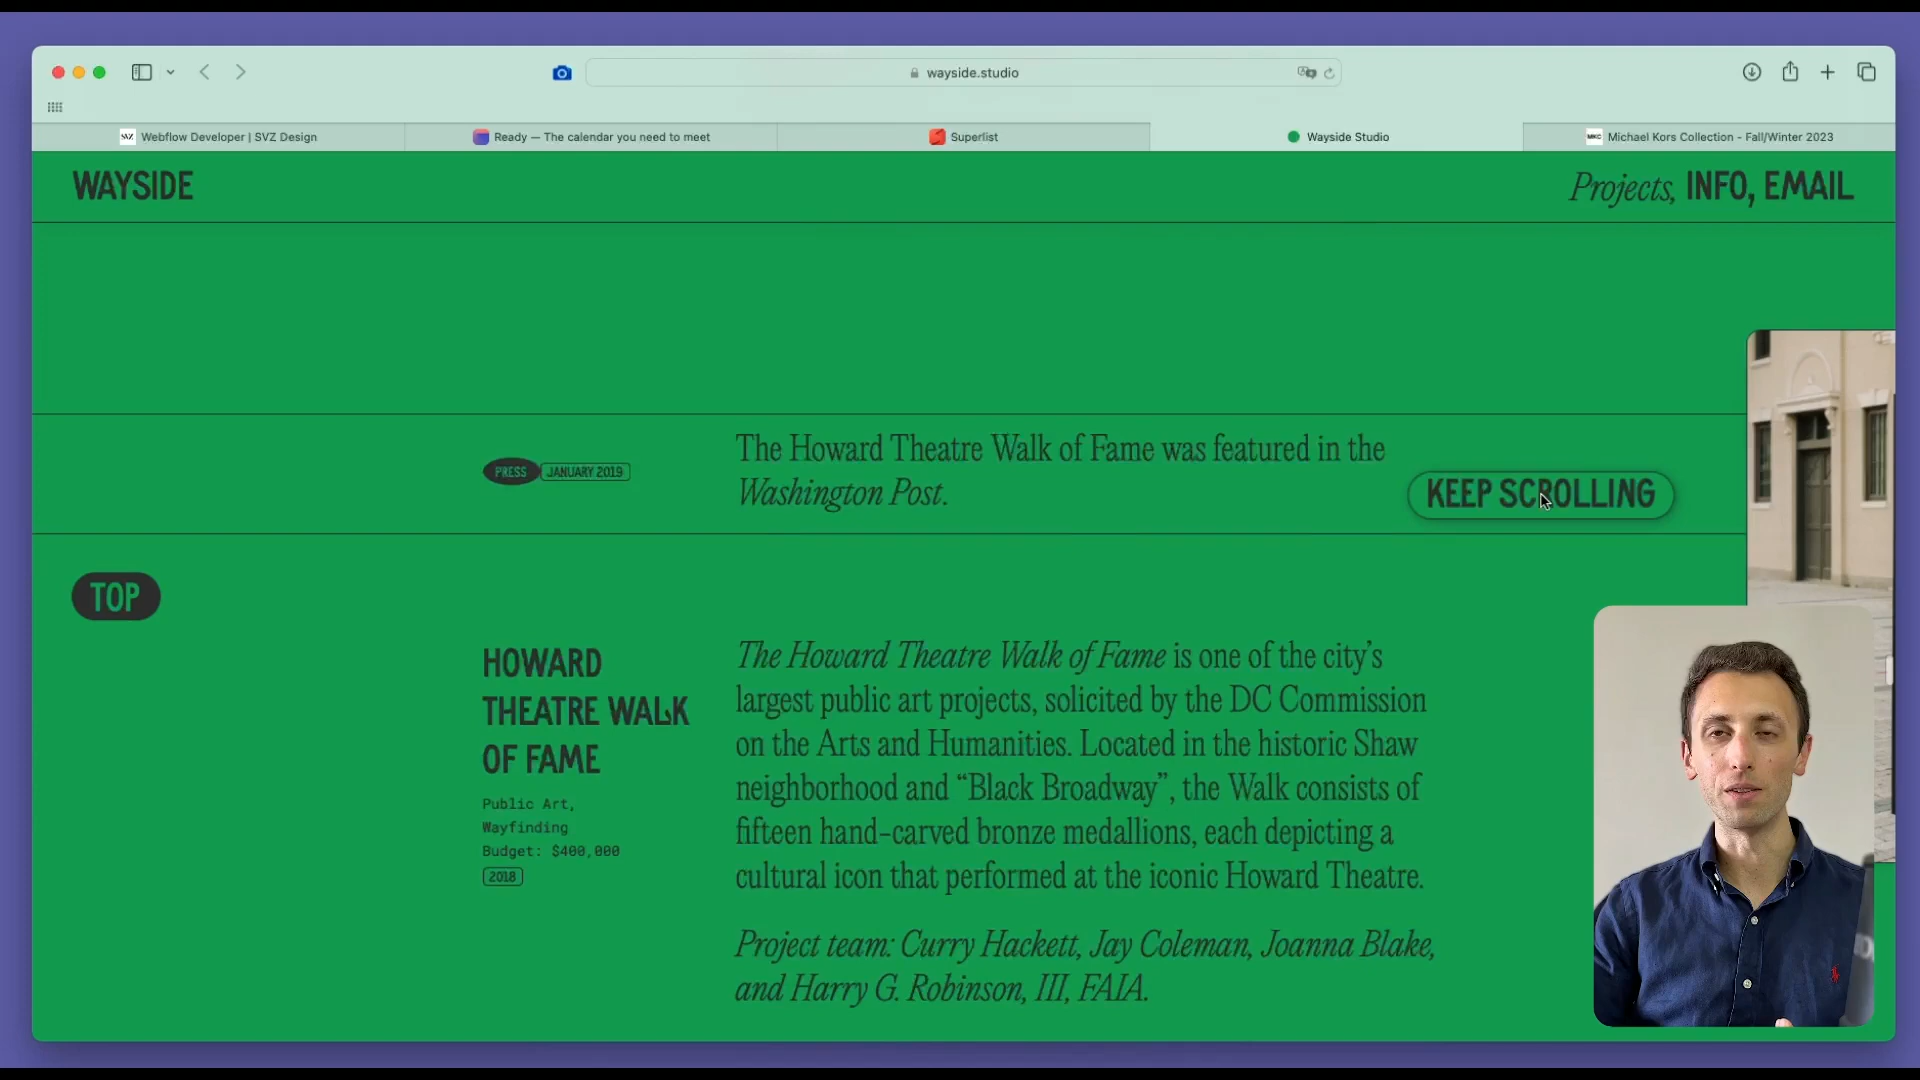 wayside.studio
SVZ Webflow Developer | SVZ Design
Ready — The calendar you need to meet
Superlist
Wayside Studio
MKC Michael Kors Collection - Fall/Winter 2023
WAYSIDE
Projects, INFO, EMAIL
PRESS JANUARY 2019
The Howard Theatre Walk of Fame was featured in the
Washington Post.
KEEP SCROLLING
TOP
HOWARD
THEATRE WALK
OF FAME
Public Art,
Wayfinding
Budget: $400,000
2018
The Howard Theatre Walk of Fame is one of the city’s
largest public art projects, solicited by the DC Commission
on the Arts and Humanities. Located in the historic Shaw
neighborhood and “Black Broadway”, the Walk consists of
fifteen hand-carved bronze medallions, each depicting a
cultural icon that performed at the iconic Howard Theatre.
Project team: Curry Hackett, Jay Coleman, Joanna Blake,
and Harry G. Robinson, III, FAIA.